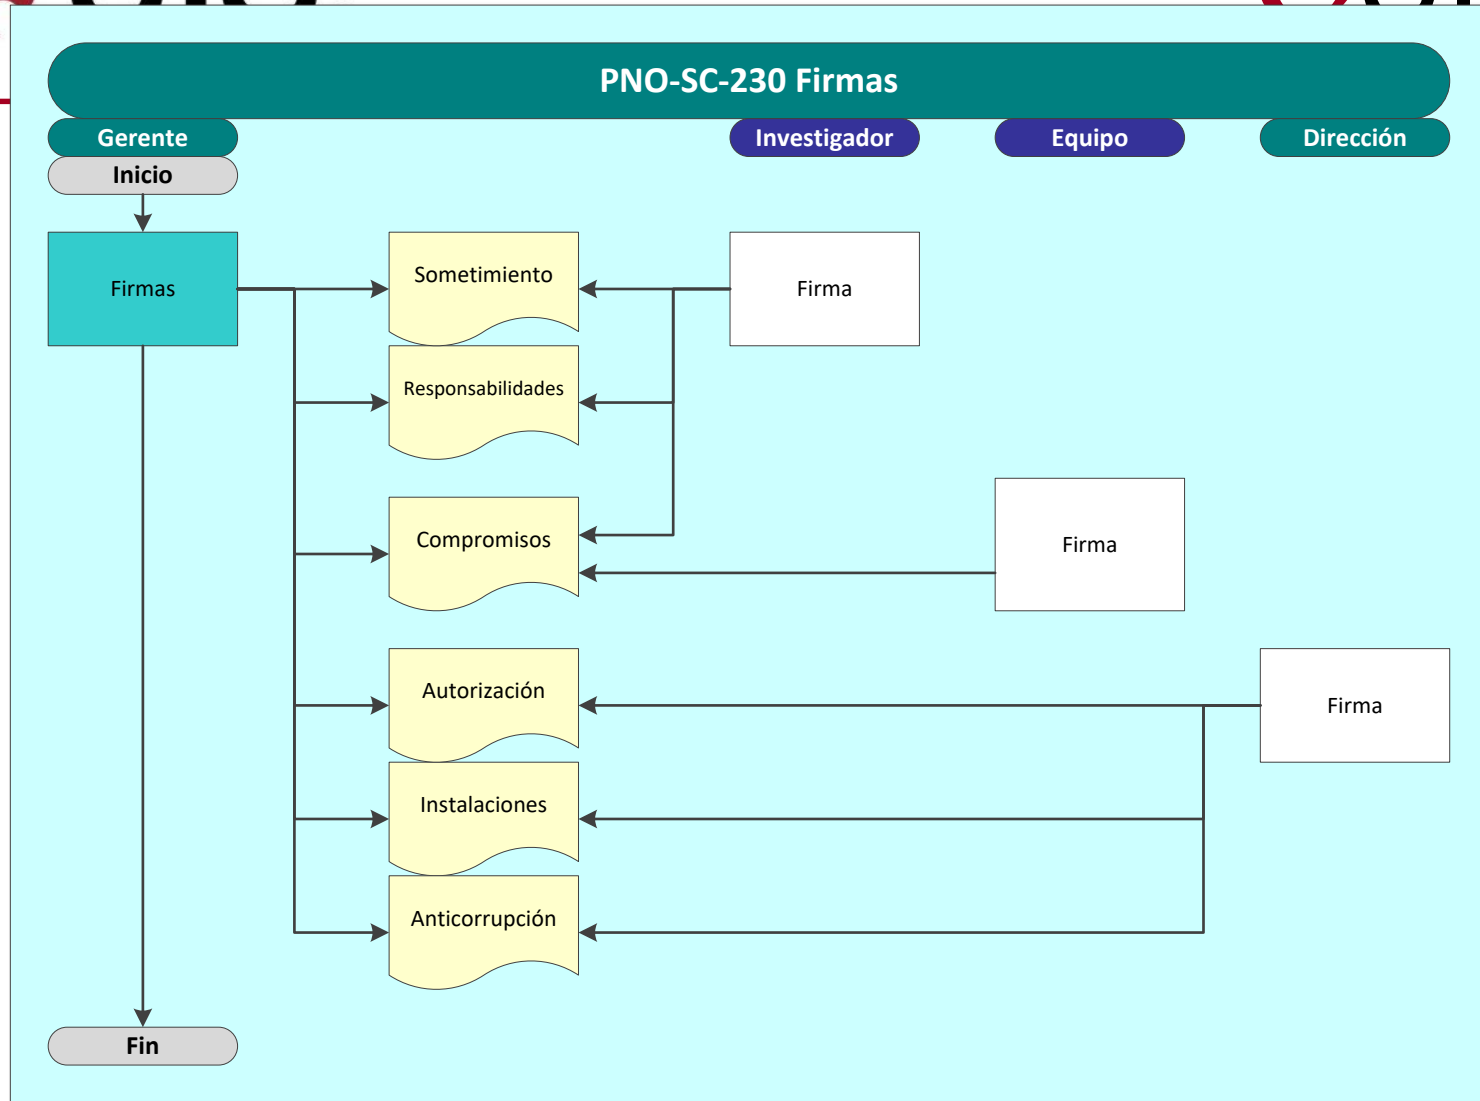 PNO-SC-230 Firmas
Gerente
Investigador
Equipo
Dirección
Inicio
Firmas
Sometimiento
Firma
Responsabilidades
Compromisos
Firma
Autorización
Firma
Instalaciones
Anticorrupción
Fin